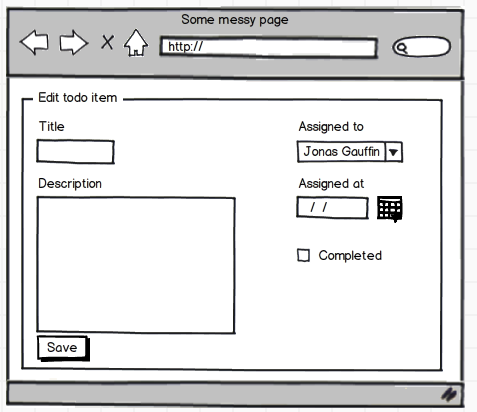 Some messy page
http://
Edit todo item
Title
Assigned to
Jonas Gauffin
Description
Assigned at
/ /
Completed
Save